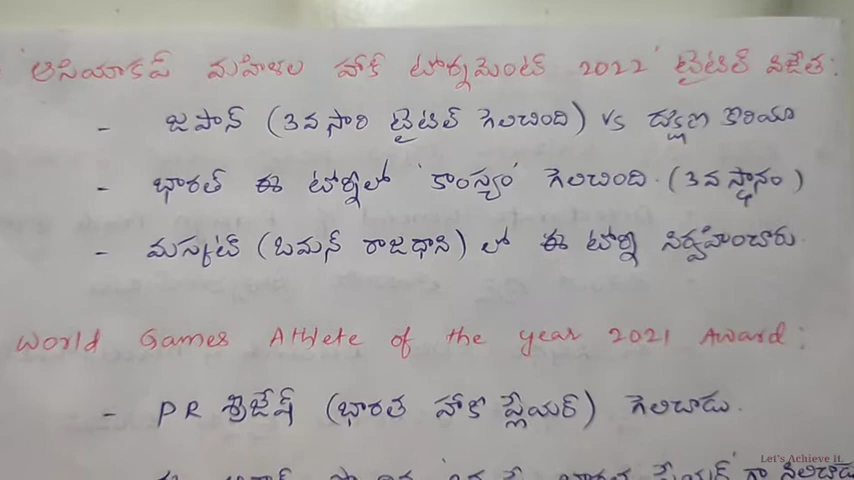 'ఆసియాకప్ మహిళల హాకీ టోర్నమెంట్ 2022' టైటిల్ విజేత:
- జపాన్ (3వ సారి టైటిల్ గెలిచింది) vs దక్షిణ కొరియా
- భారత్ ఈ టోర్నీలో 'కాంస్యం' గెలిచింది. (3వ స్థానం)
- మస్కట్ (ఒమన్ రాజధాని) లో ఈ టోర్నీ నిర్వహించారు.
World Games Athlete of the year 2021 Award:
- PR శ్రీజేష్ (భారత హాకీ ప్లేయర్) గెలిచాడు.
గా నిలిచాడు
Let's Achieve It.